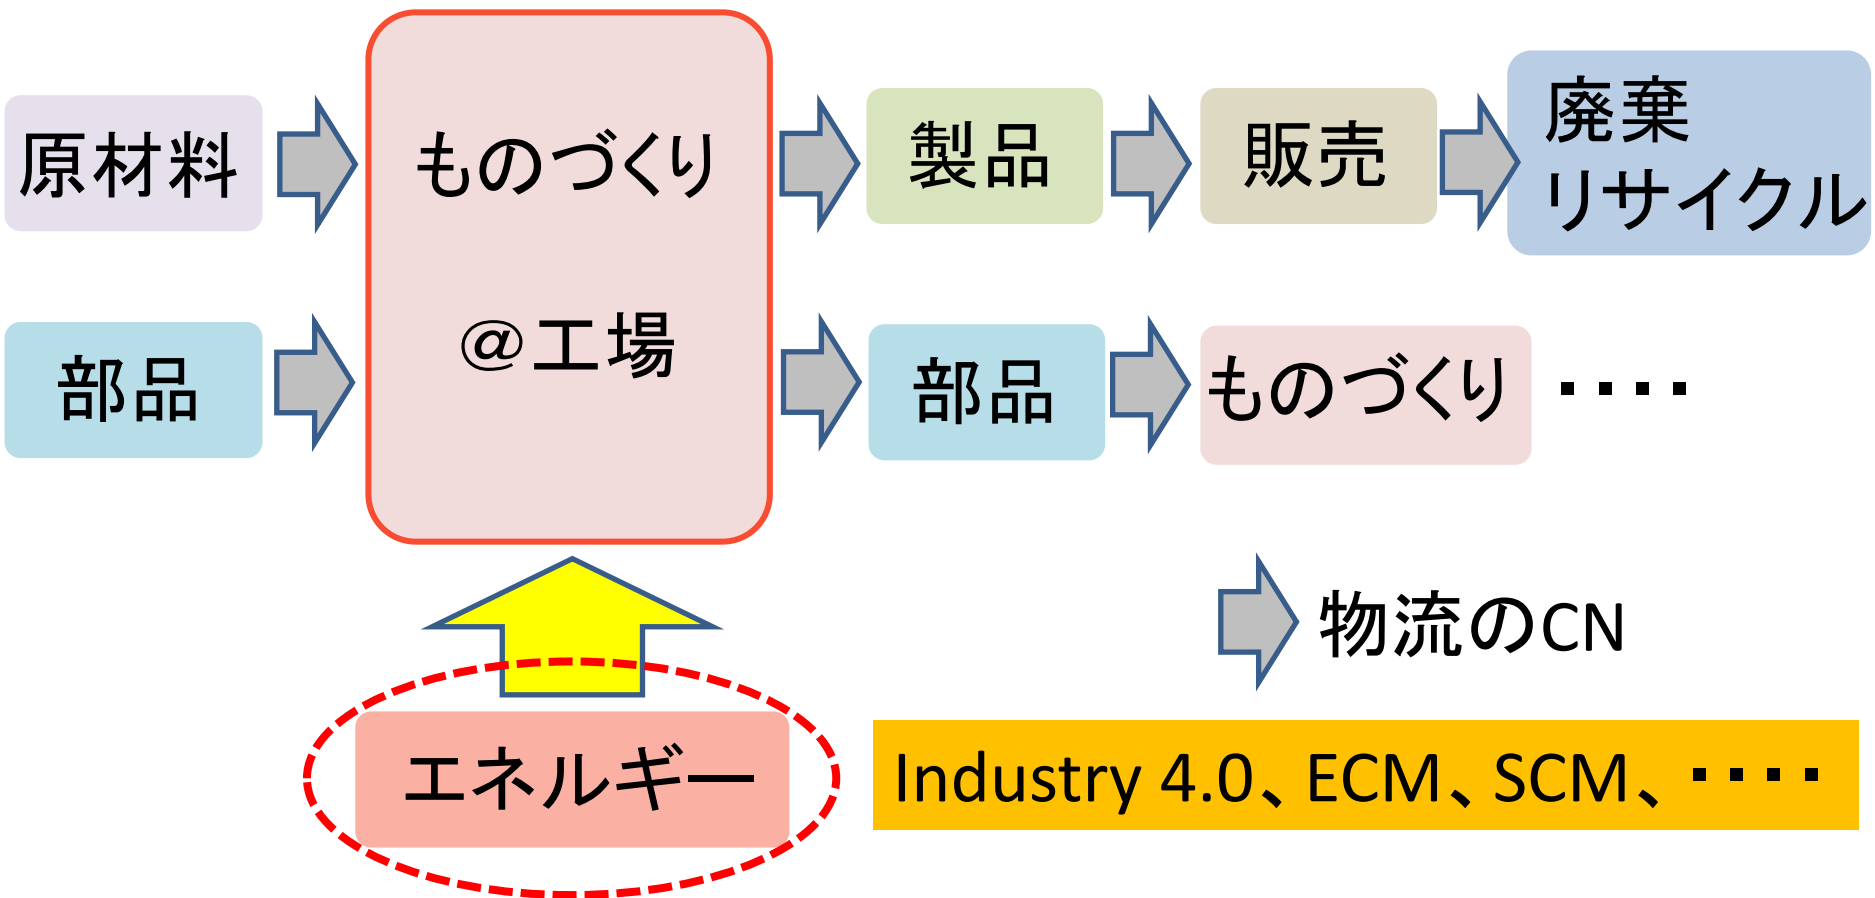 原材料
ものづくり
@工場
製品
販売
廃棄
リサイクル
部品
部品
ものづくり
・・・・
エネルギー
物流のCN
Industry 4.0、ECM、SCM、・・・・